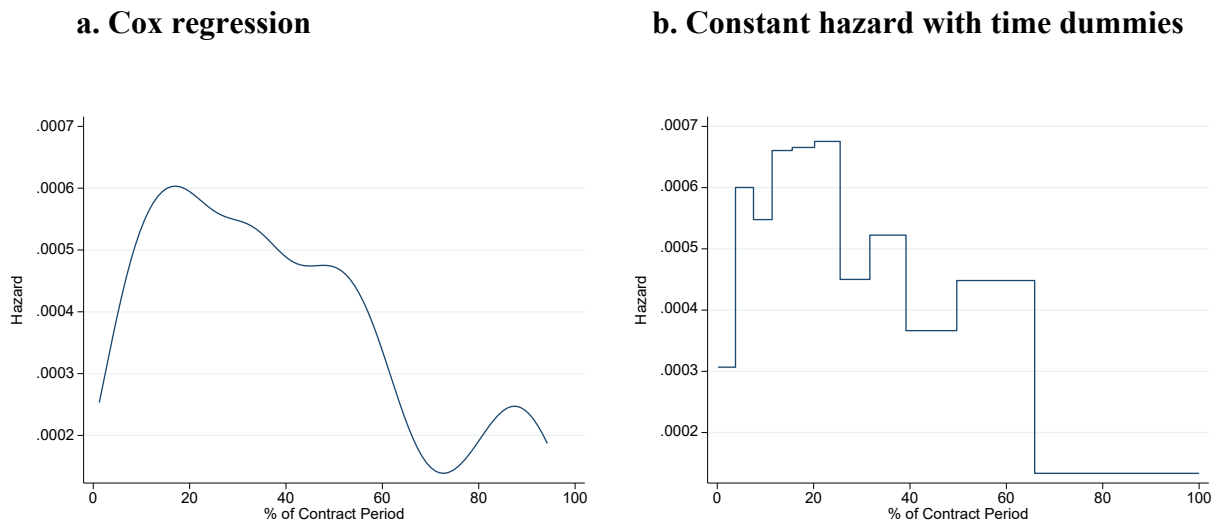 a. Cox regression
b. Constant hazard with time dummies
.0007
.0006
.0005
.0004
.0003
.0002
Hazard
0 20 40 60 80 100
% of Contract Period
.0007
.0006
.0005
.0004
.0003
.0002
Hazard
0 20 40 60 80 100
% of Contract Period